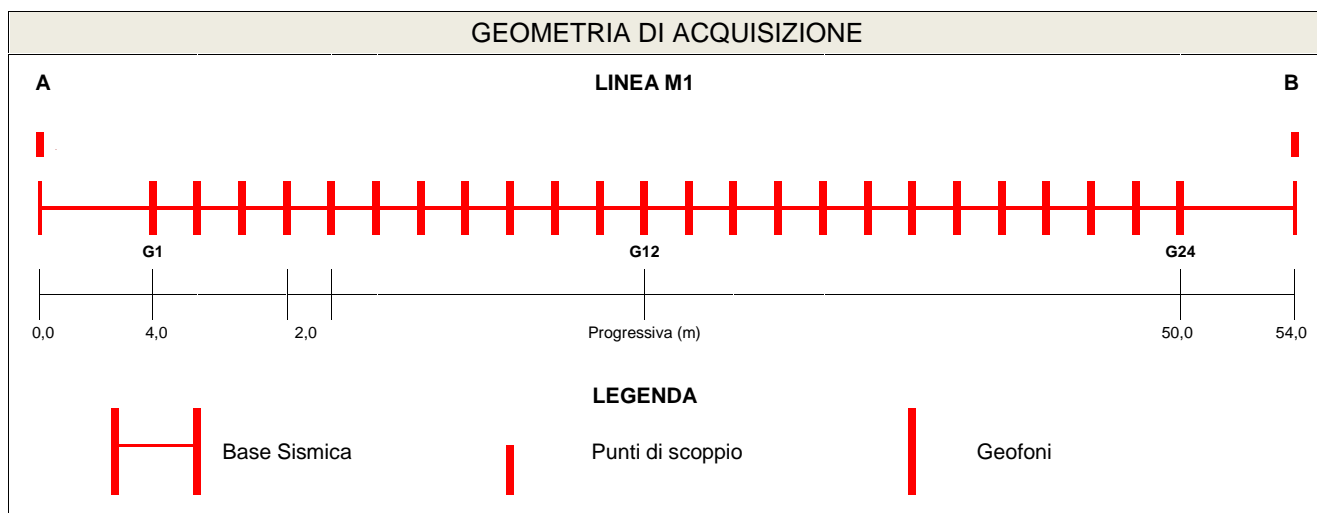 GEOMETRIA DI ACQUISIZIONE
A LINEA M1 B
G1 G12 G24
0,0 4,0 2,0 Progressiva (m) 50,0 54,0
LEGENDA
Base Sismica Punti di scoppio Geofoni